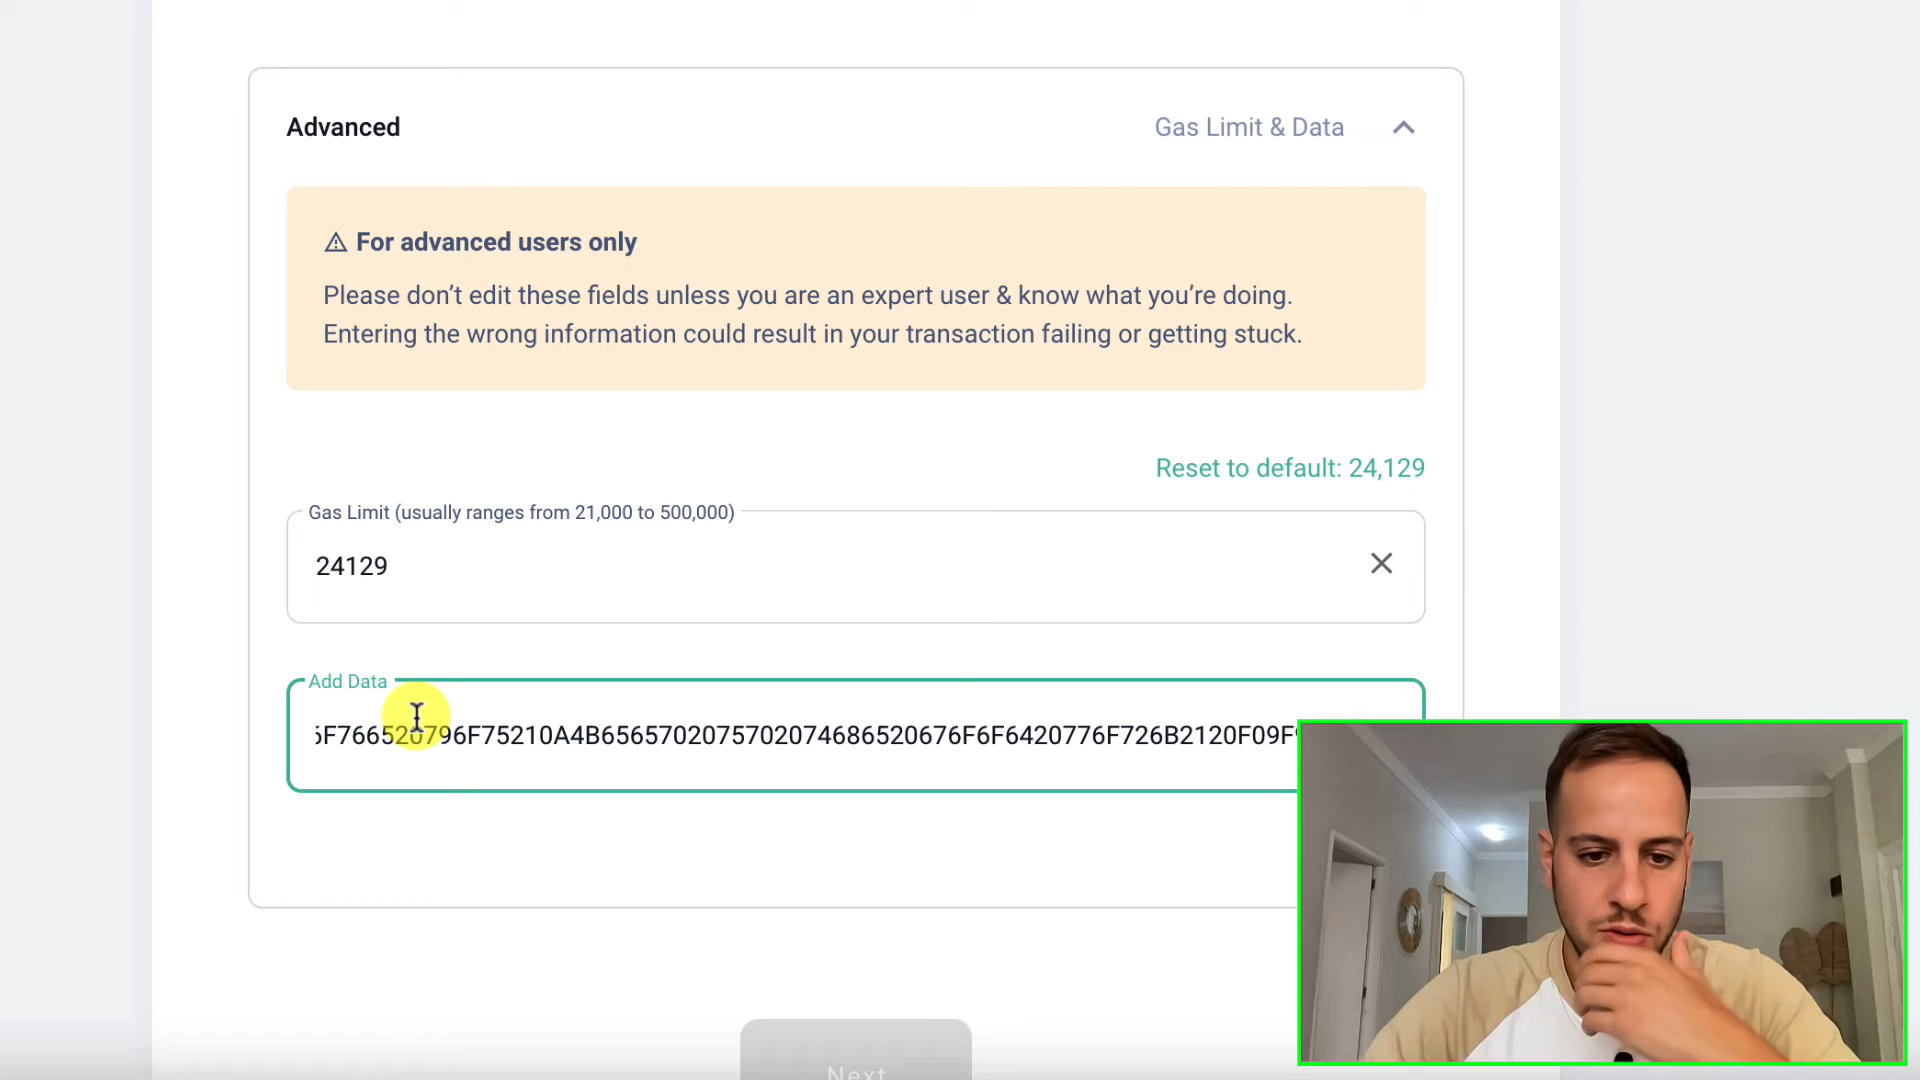 Advanced
Gas Limit & Data
⚠ For advanced users only
Please don’t edit these fields unless you are an expert user & know what you’re doing.
Entering the wrong information could result in your transaction failing or getting stuck.
Reset to default: 24,129
Gas Limit (usually ranges from 21,000 to 500,000)
24129
Add Data
F766520796F75210A4B6565702075702074686520676F6F6420776F726B2120F09F
Next